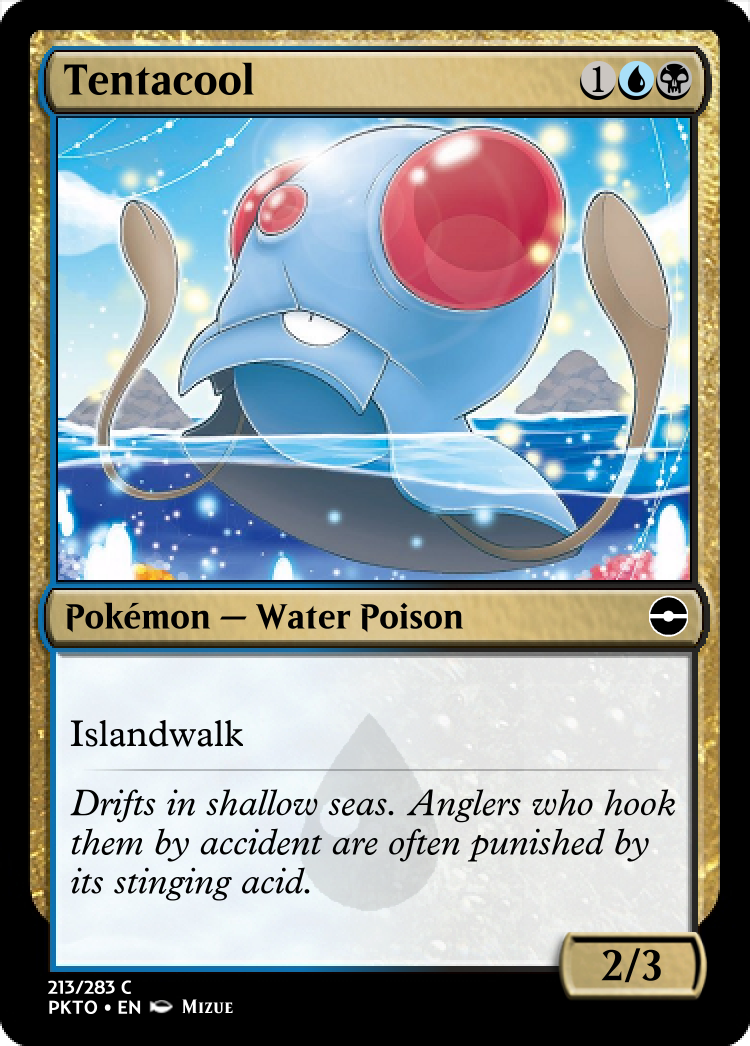 Tentacool 1
Pokémon — Water Poison
Islandwalk
Drifts in shallow seas. Anglers who hook
them by accident are often punished by
its stinging acid.
2/3
213/283 C
PKTO • EN Mizue